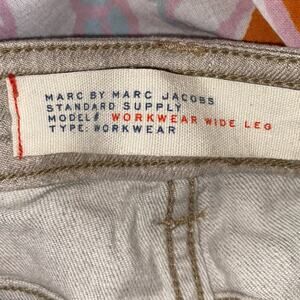 MARC BY MARC JACOBS
STANDARD SUPPLY
MODEL# WORKWEAR WIDE LEG
TYPE: WORKWEAR